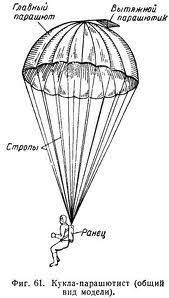 Главный
парашют
Вытяжной
парашютик
Стропы
Ранец
Фиг. 61. Кукла-парашютист (общий
вид модели).